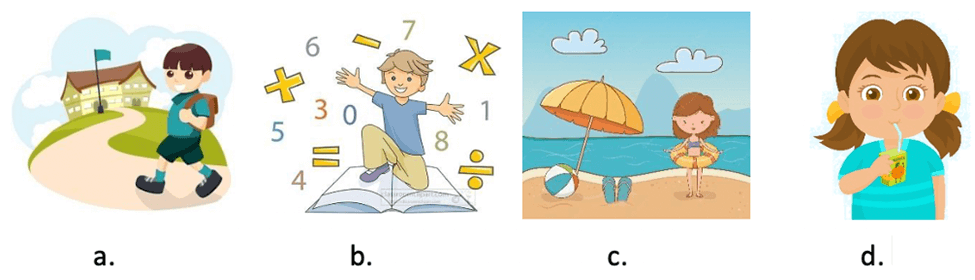 7
6 − X
+ 3 0 1
5 8
= ÷
4
a. b. c. d.